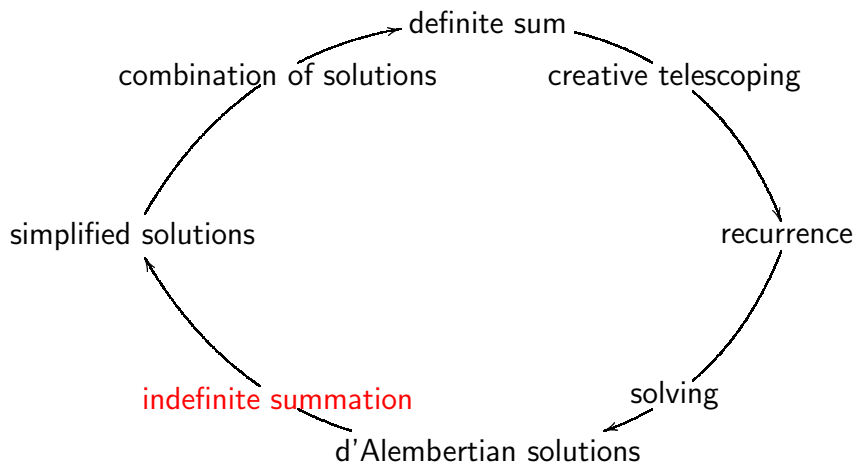 definite sum
combination of solutions
creative telescoping
simplified solutions
recurrence
indefinite summation
solving
d'Alembertian solutions